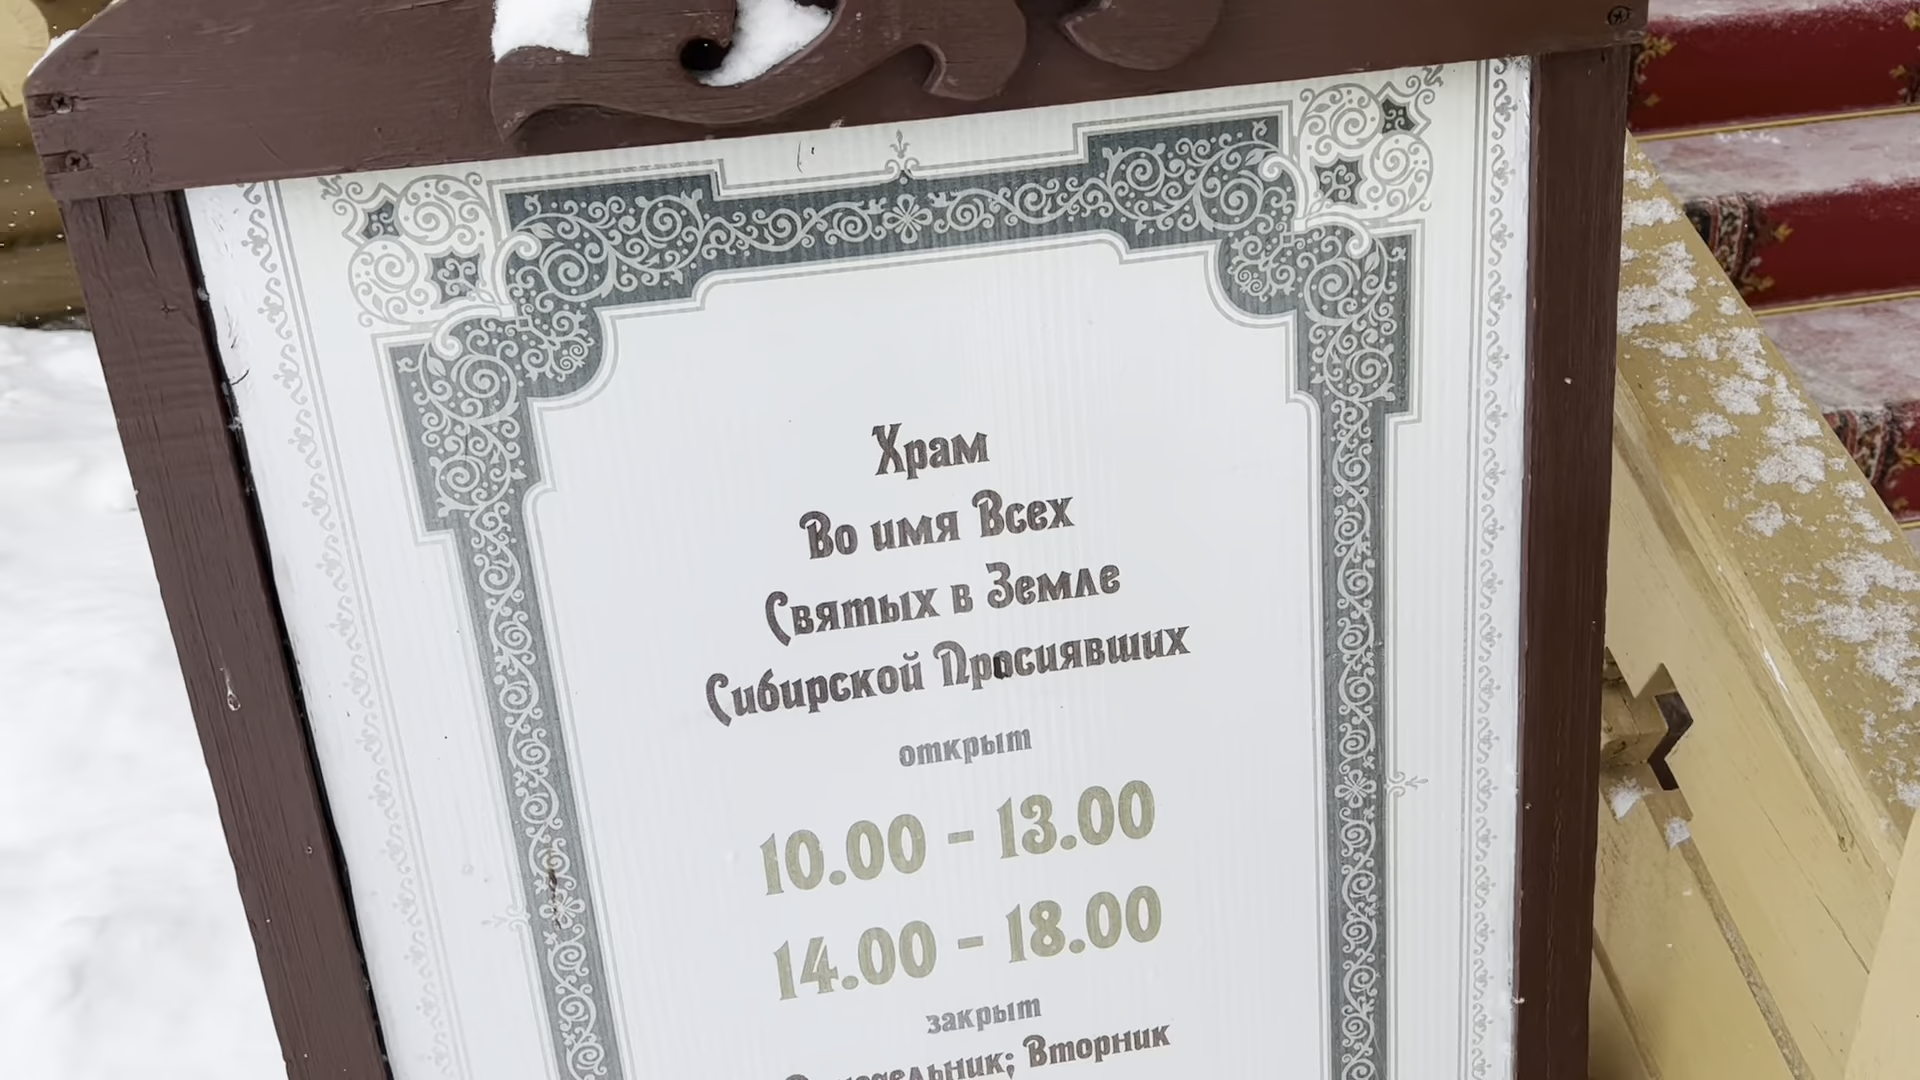 Храм
Во имя Всех
Святых в Земле
Сибирской Просиявших
открыт
10.00 - 13.00
14.00 - 18.00
закрыт
Понедельник; Вторник